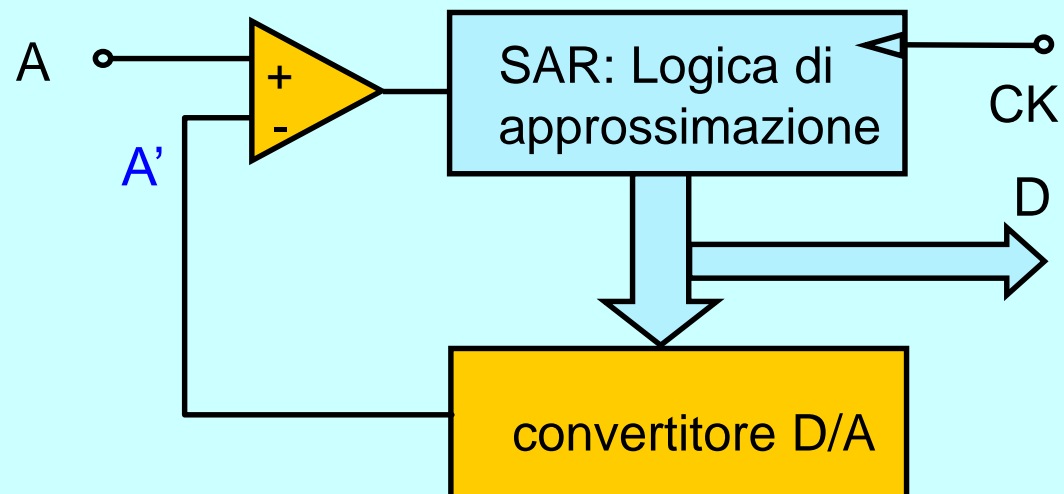 A
+
-
A’
SAR: Logica di
approssimazione
CK
D
convertitore D/A